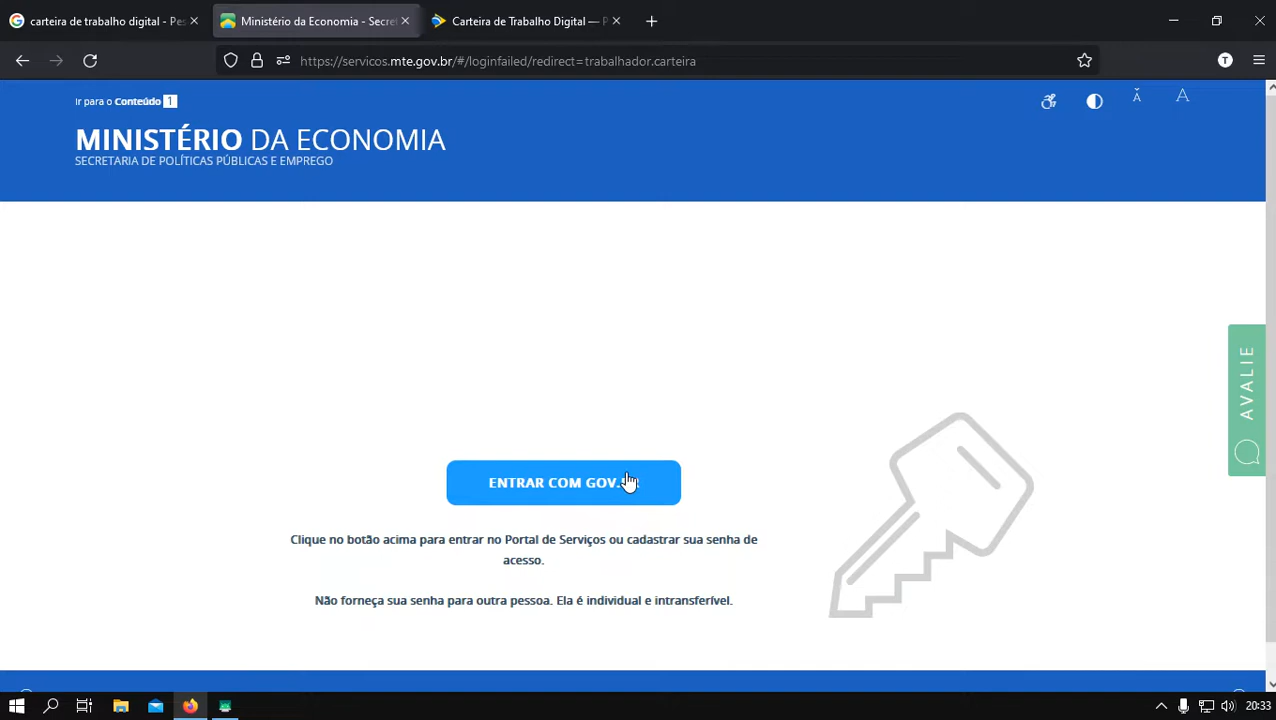 carteira de trabalho digital - Pes
Ministério da Economia - Secret
Carteira de Trabalho Digital — P
https://servicos.mte.gov.br/#/loginfailed/redirect=trabalhador.carteira
T
Ir para o Conteúdo 1
A
A
MINISTÉRIO DA ECONOMIA
SECRETARIA DE POLÍTICAS PÚBLICAS E EMPREGO
AVALIE
ENTRAR COM GOV.
Clique no botão acima para entrar no Portal de Serviços ou cadastrar sua senha de
acesso.
Não forneça sua senha para outra pessoa. Ela é individual e intransferível.
20:33